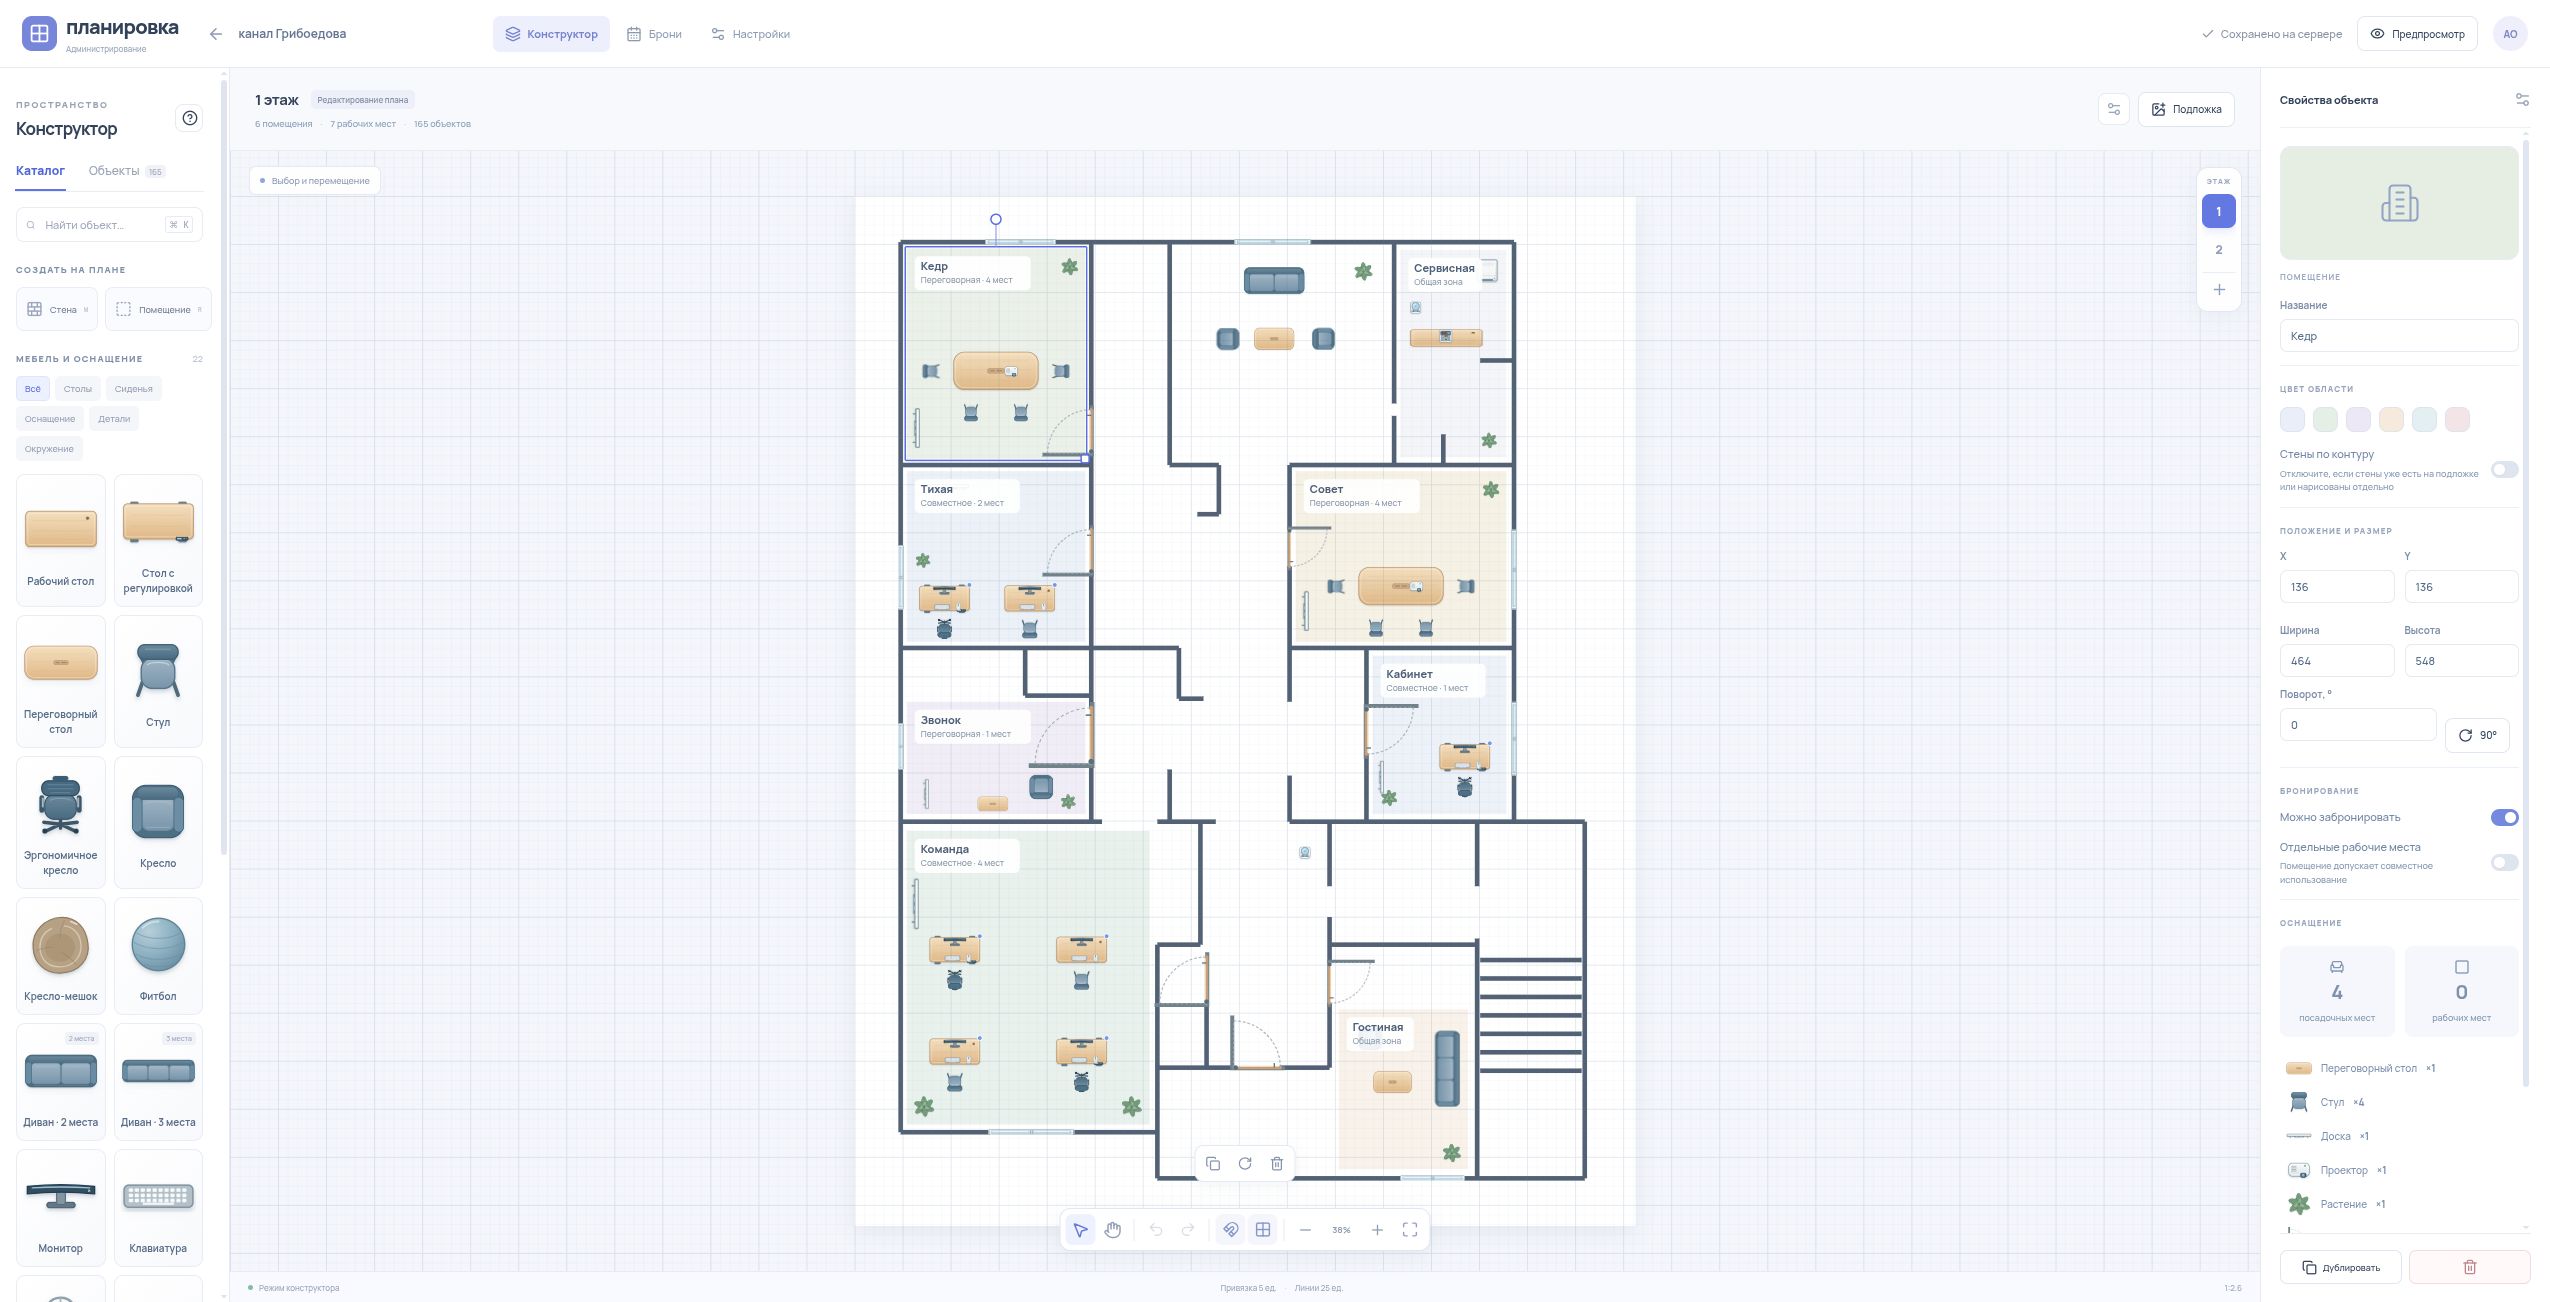 планировка
Администрирование
канал Грибоедова
Конструктор
Брони
Настройки
Сохранено на сервере
Предпросмотр
АО
ПРОСТРАНСТВО
Конструктор
Каталог
Объекты 165
Найти объект...
⌘ K
СОЗДАТЬ НА ПЛАНЕ
Стена
Помещение R
МЕБЕЛЬ И ОСНАЩЕНИЕ 22
Всё
Столы
Сиденья
Оснащение
Детали
Окружение
Рабочий стол
Стол с
регулировкой
Переговорный
стол
Стул
Эргономичное
кресло
Кресло
Кресло-мешок
Фитбол
2 места
Диван · 2 места
3 места
Диван · 3 места
Монитор
Клавиатура
1 этаж
Редактирование плана
6 помещения · 7 рабочих мест · 165 объектов
Подложка
Выбор и перемещение
ЭТАЖ
1
2
Кедр
Переговорная · 4 мест
Сервисная
Общая зона
Тихая
Совместное · 2 мест
Совет
Переговорная · 4 мест
Звонок
Переговорная · 1 мест
Кабинет
Совместное · 1 мест
Команда
Совместное · 4 мест
Гостиная
Общая зона
38%
Режим конструктора
Привязка 5 ед. · Линии 25 ед.
1:2.6
Свойства объекта
ПОМЕЩЕНИЕ
Название
Кедр
ЦВЕТ ОБЛАСТИ
Стены по контуру
Отключите, если стены уже есть на подложке
или нарисованы отдельно
ПОЛОЖЕНИЕ И РАЗМЕР
X
Y
136
136
Ширина
Высота
464
548
Поворот, °
0
90°
БРОНИРОВАНИЕ
Можно забронировать
Отдельные рабочие места
Помещение допускает совместное
использование
ОСНАЩЕНИЕ
4
посадочных мест
0
рабочих мест
Переговорный стол ×1
Стул ×4
Доска ×1
Проектор ×1
Растение ×1
Дублировать